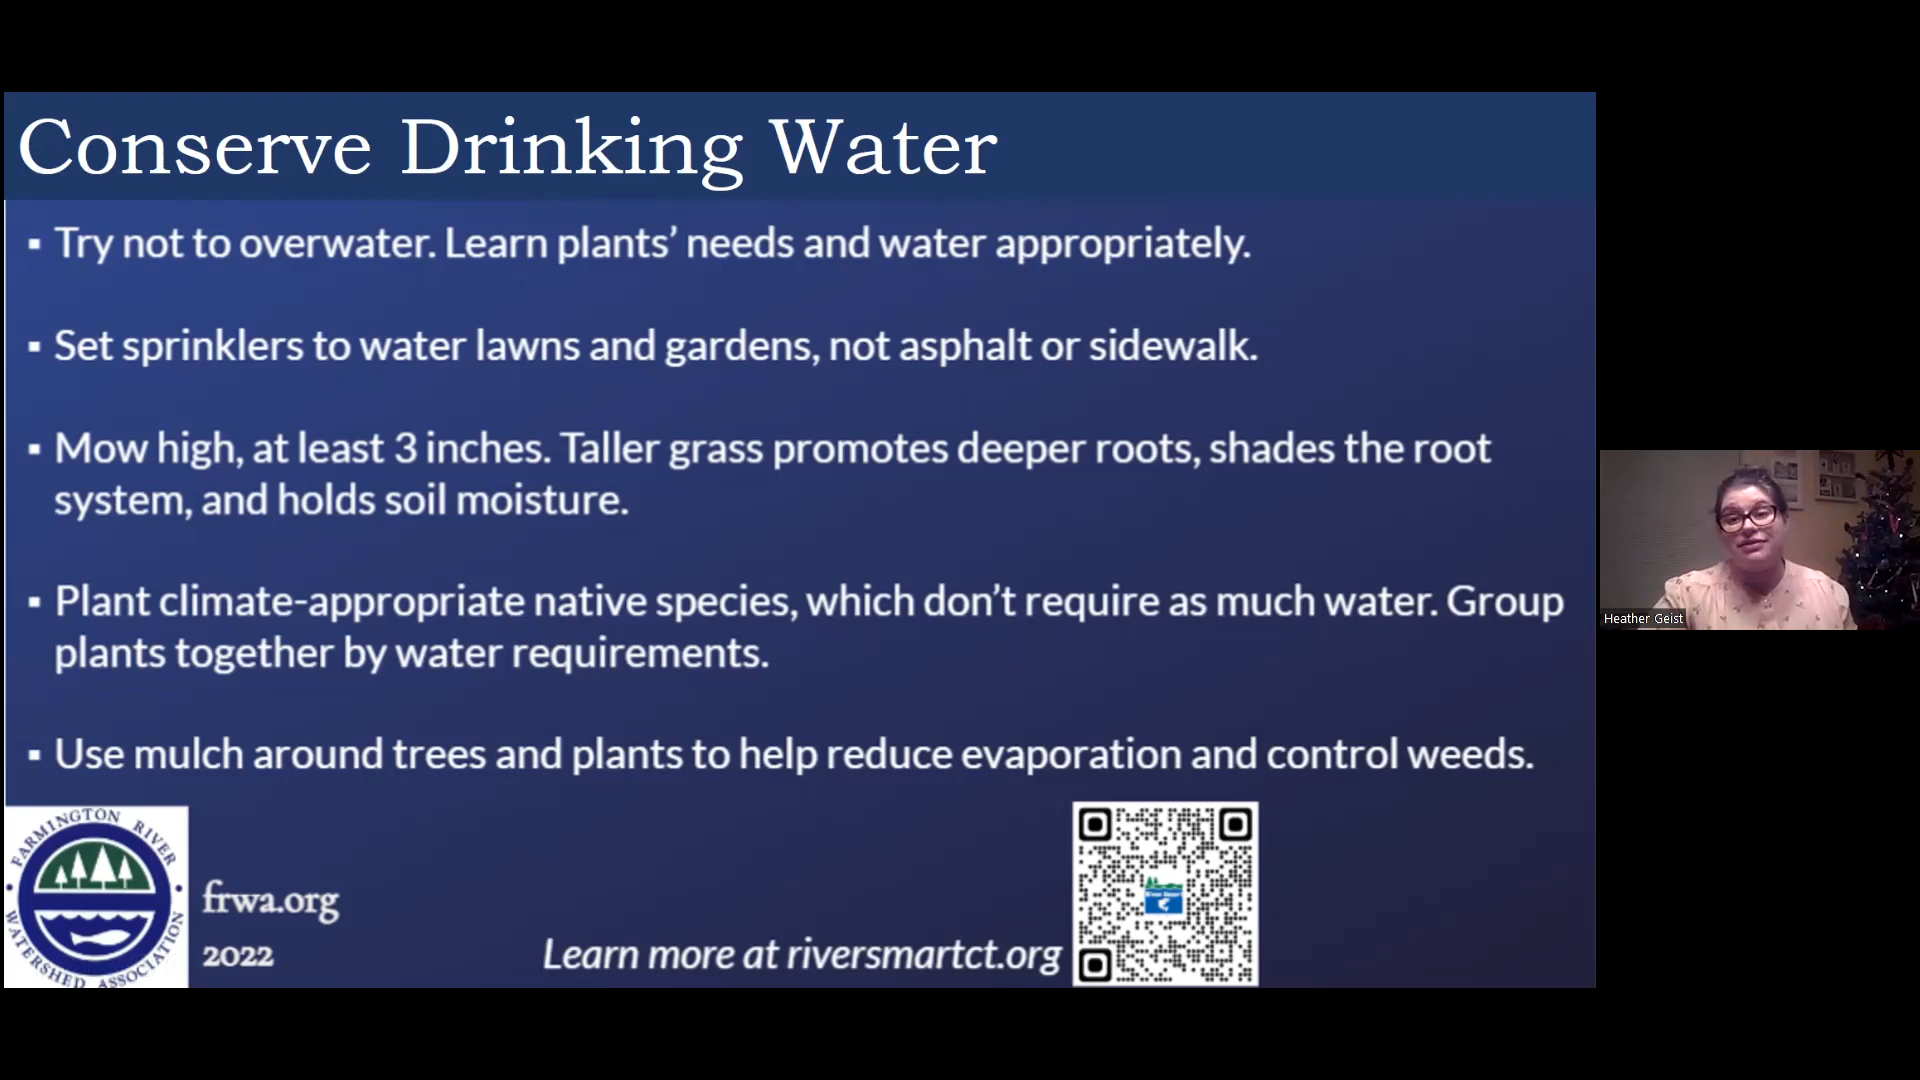 Conserve Drinking Water
▪ Try not to overwater. Learn plants’ needs and water appropriately.
▪ Set sprinklers to water lawns and gardens, not asphalt or sidewalk.
▪ Mow high, at least 3 inches. Taller grass promotes deeper roots, shades the root
system, and holds soil moisture.
▪ Plant climate-appropriate native species, which don’t require as much water. Group
plants together by water requirements.
▪ Use mulch around trees and plants to help reduce evaporation and control weeds.
FARMINGTON RIVER
WATERSHED ASSOCIATION
frwa.org
2022
Learn more at riversmartct.org
Heather Geist